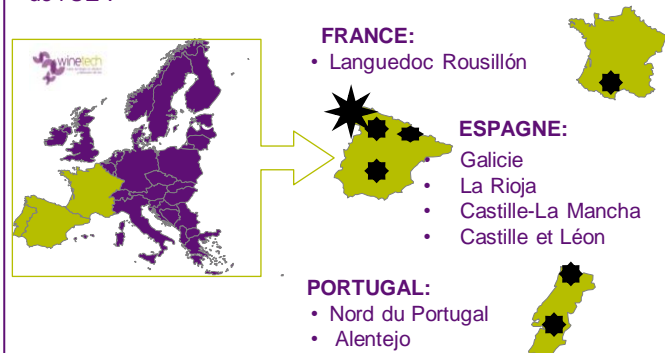 winetech
FRANCE:
• Languedoc Rousillón
ESPAGNE:
• Galicie
• La Rioja
• Castille-La Mancha
• Castille et Léon
PORTUGAL:
• Nord du Portugal
• Alentejo